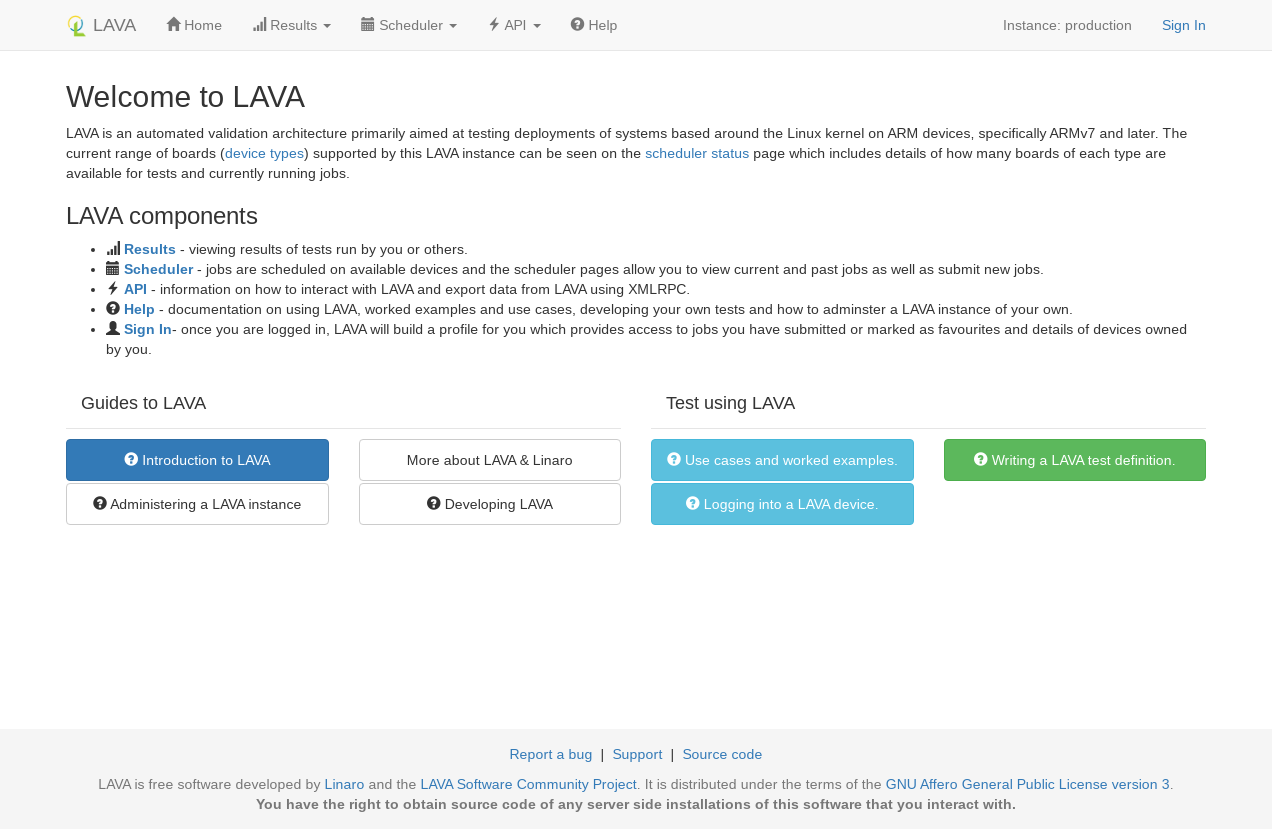 LAVA Home Results Scheduler API Help Instance: production Sign In
Welcome to LAVA
LAVA is an automated validation architecture primarily aimed at testing deployments of systems based around the Linux kernel on ARM devices, specifically ARMv7 and later. The
current range of boards (device types) supported by this LAVA instance can be seen on the scheduler status page which includes details of how many boards of each type are
available for tests and currently running jobs.
LAVA components
Results - viewing results of tests run by you or others.
Scheduler - jobs are scheduled on available devices and the scheduler pages allow you to view current and past jobs as well as submit new jobs.
API - information on how to interact with LAVA and export data from LAVA using XMLRPC.
Help - documentation on using LAVA, worked examples and use cases, developing your own tests and how to adminster a LAVA instance of your own.
Sign In- once you are logged in, LAVA will build a profile for you which provides access to jobs you have submitted or marked as favourites and details of devices owned
by you.
Guides to LAVA
Introduction to LAVA
More about LAVA & Linaro
Administering a LAVA instance
Developing LAVA
Test using LAVA
Use cases and worked examples.
Writing a LAVA test definition.
Logging into a LAVA device.
Report a bug | Support | Source code
LAVA is free software developed by Linaro and the LAVA Software Community Project. It is distributed under the terms of the GNU Affero General Public License version 3.
You have the right to obtain source code of any server side installations of this software that you interact with.